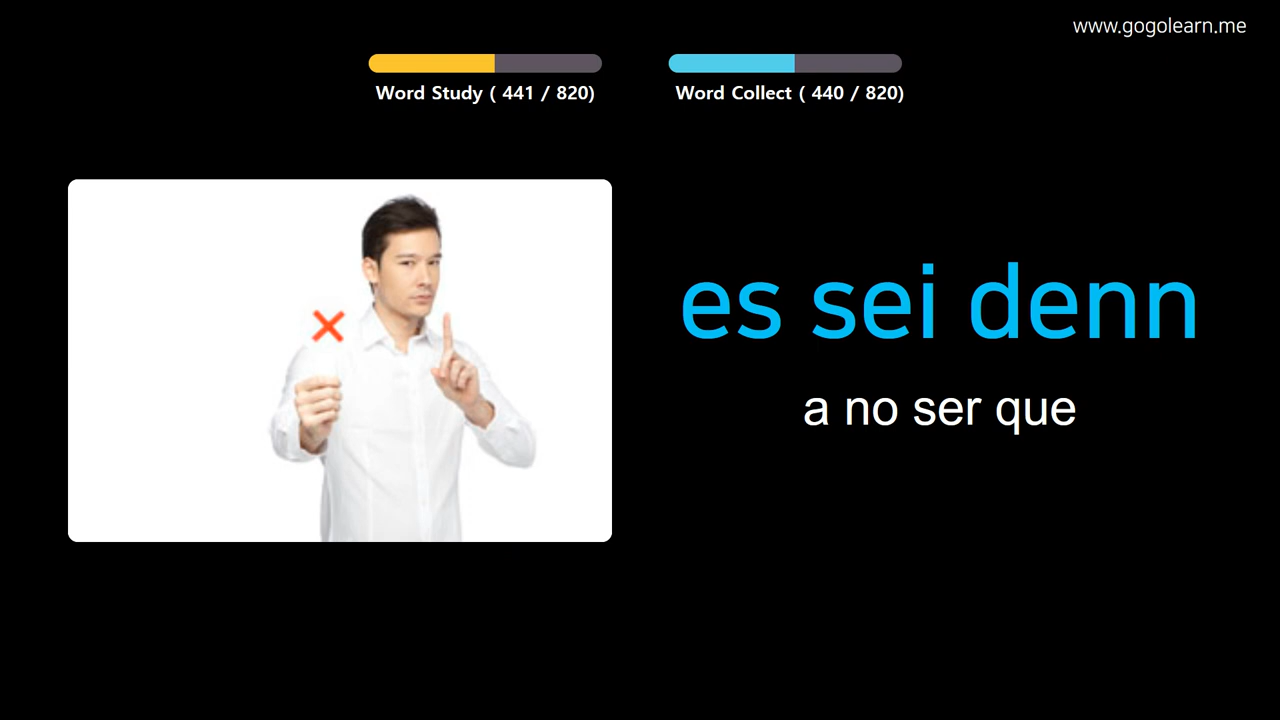 www.gogolearn.me
Word Study ( 441 / 820)
Word Collect ( 440 / 820)
es sei denn
a no ser que